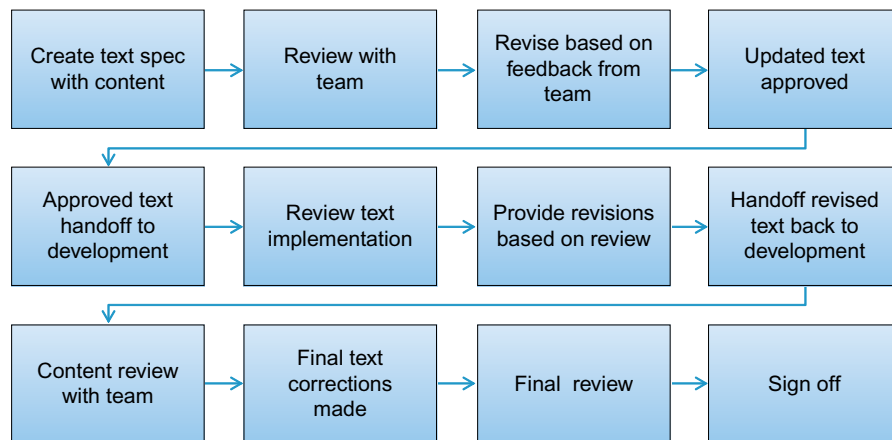 Create text spec
with content
Review with
team
Revise based on
feedback from
team
Updated text
approved
Approved text
handoff to
development
Review text
implementation
Provide revisions
based on review
Handoff revised
text back to
development
Content review
with team
Final text
corrections
made
Final review
Sign off